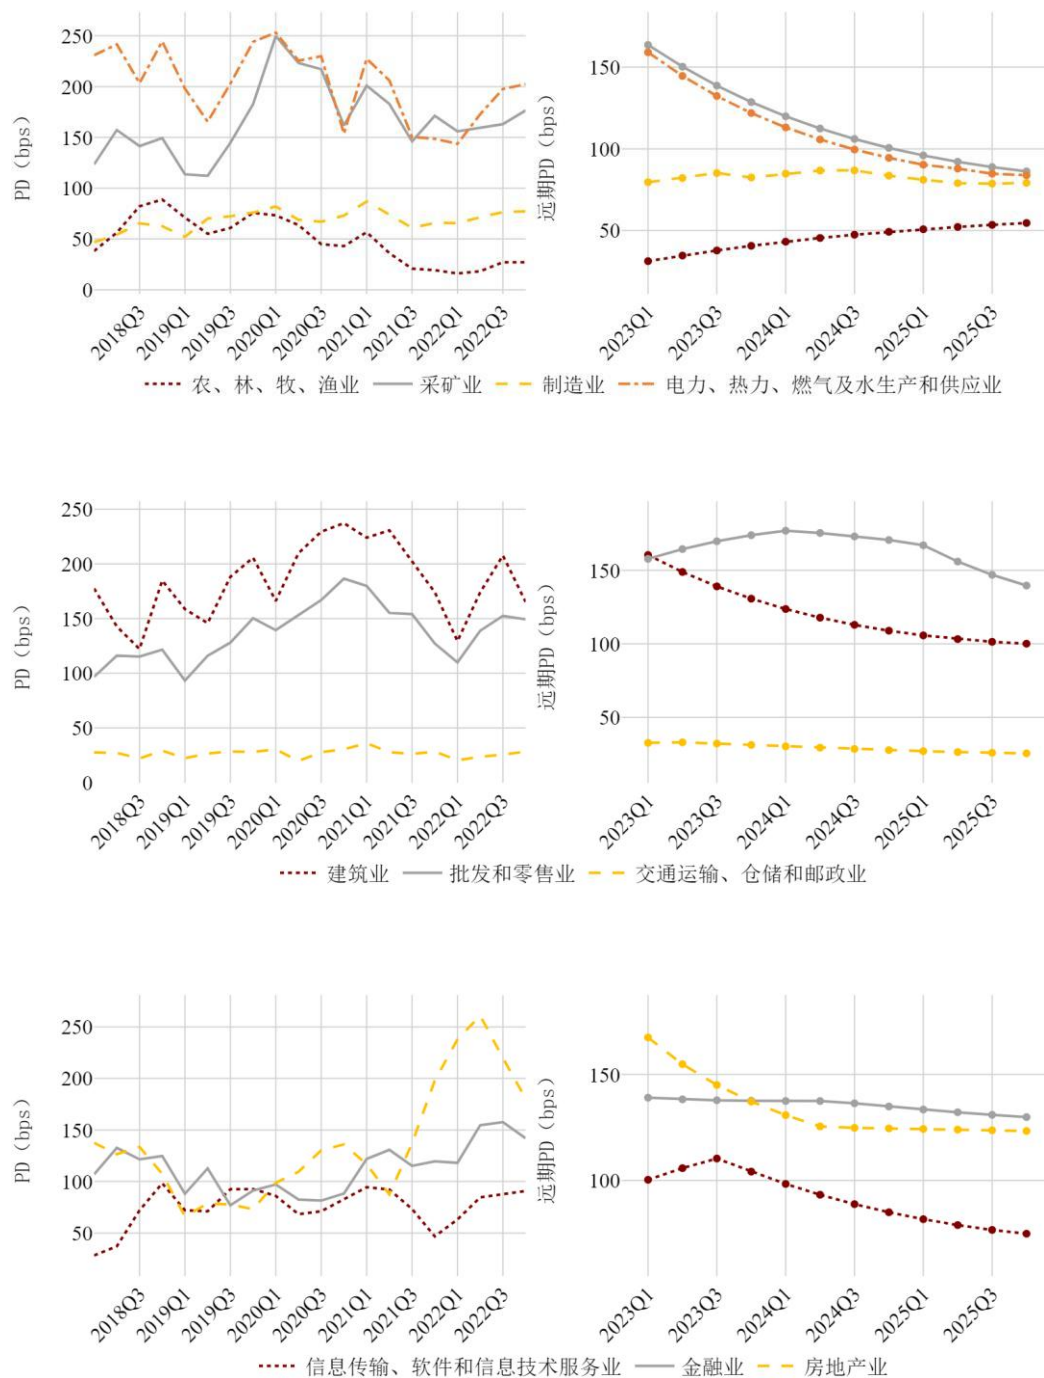 PD（bps）
250
200
150
100
50
0
2018Q3
2019Q1
2019Q3
2020Q1
2020Q3
2021Q1
2021Q3
2022Q1
2022Q3
远期PD（bps）
150
100
50
2023Q1
2023Q3
2024Q1
2024Q3
2025Q1
2025Q3
农、林、牧、渔业 采矿业 制造业 电力、热力、燃气及水生产和供应业
PD（bps）
250
200
150
100
50
0
2018Q3
2019Q1
2019Q3
2020Q1
2020Q3
2021Q1
2021Q3
2022Q1
2022Q3
远期PD（bps）
150
100
50
2023Q1
2023Q3
2024Q1
2024Q3
2025Q1
2025Q3
建筑业 批发和零售业 交通运输、仓储和邮政业
PD（bps）
250
200
150
100
50
2018Q3
2019Q1
2019Q3
2020Q1
2020Q3
2021Q1
2021Q3
2022Q1
2022Q3
远期PD（bps）
150
100
2023Q1
2023Q3
2024Q1
2024Q3
2025Q1
2025Q3
信息传输、软件和信息技术服务业 金融业 房地产业